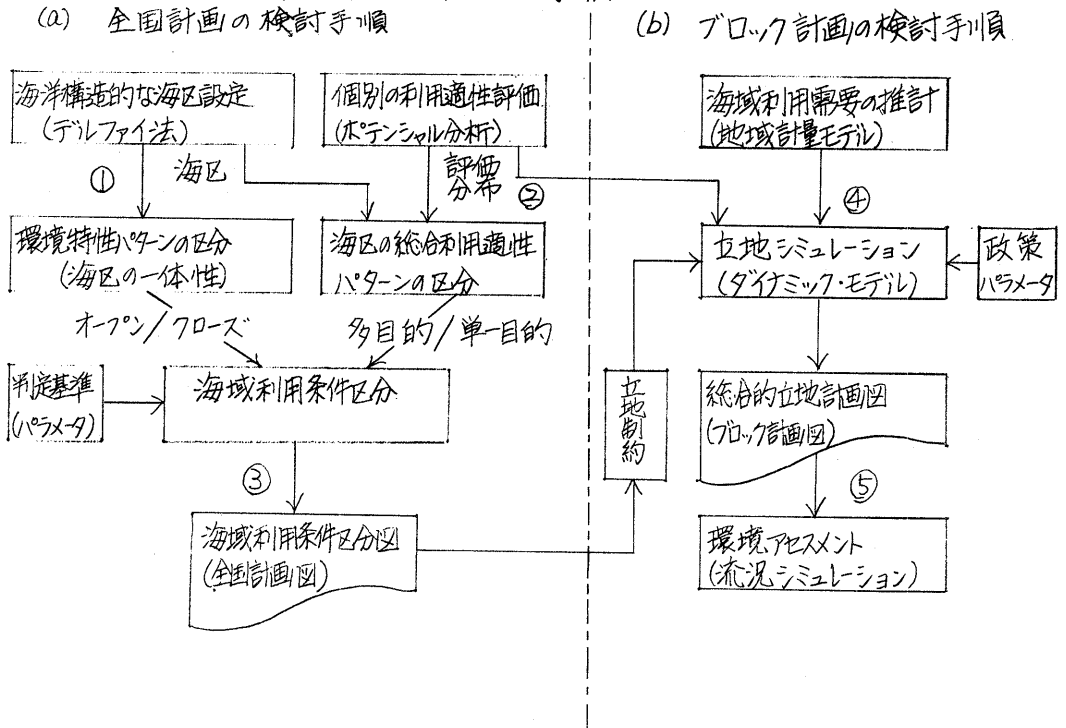 (a) 全国計画の検討手順
海洋構造的な海区設定
(デルファイ法)
個別の利用適性評価
(ポテンシャル分析)
①
海区
評価
分布
②
環境特性パターンの区分
(海区の一体性)
海区の総合利用適性
パターンの区分
オープン/クローズ
多目的/単一目的
判定基準
(パラメータ)
海域利用条件区分
③
海域利用条件区分図
(全国計画図)
(b) ブロック計画の検討手順
海域利用需要の推計
(地域計量モデル)
④
立地シミュレーション
(ダイナミック・モデル)
政策
パラメータ
立地制約
総合的立地計画図
(ブロック計画図)
⑤
環境アセスメント
(流況シミュレーション)